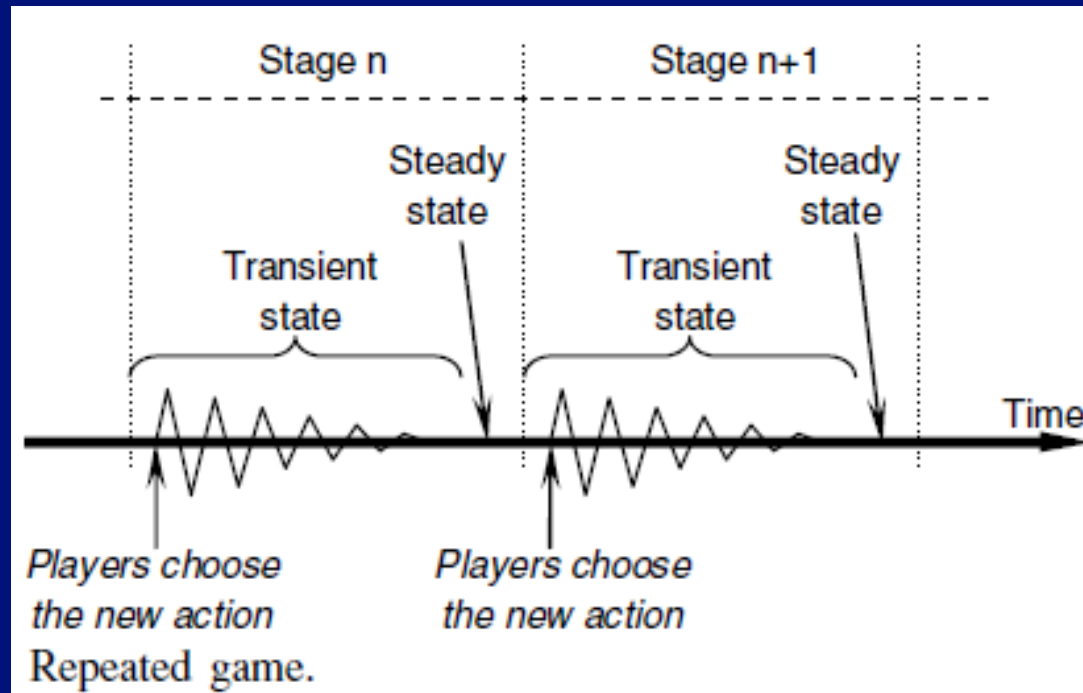 Stage n
Stage n+1
Steady
state
Steady
state
Transient
state
Transient
state
Time
Players choose
the new action
Players choose
the new action
Repeated game.